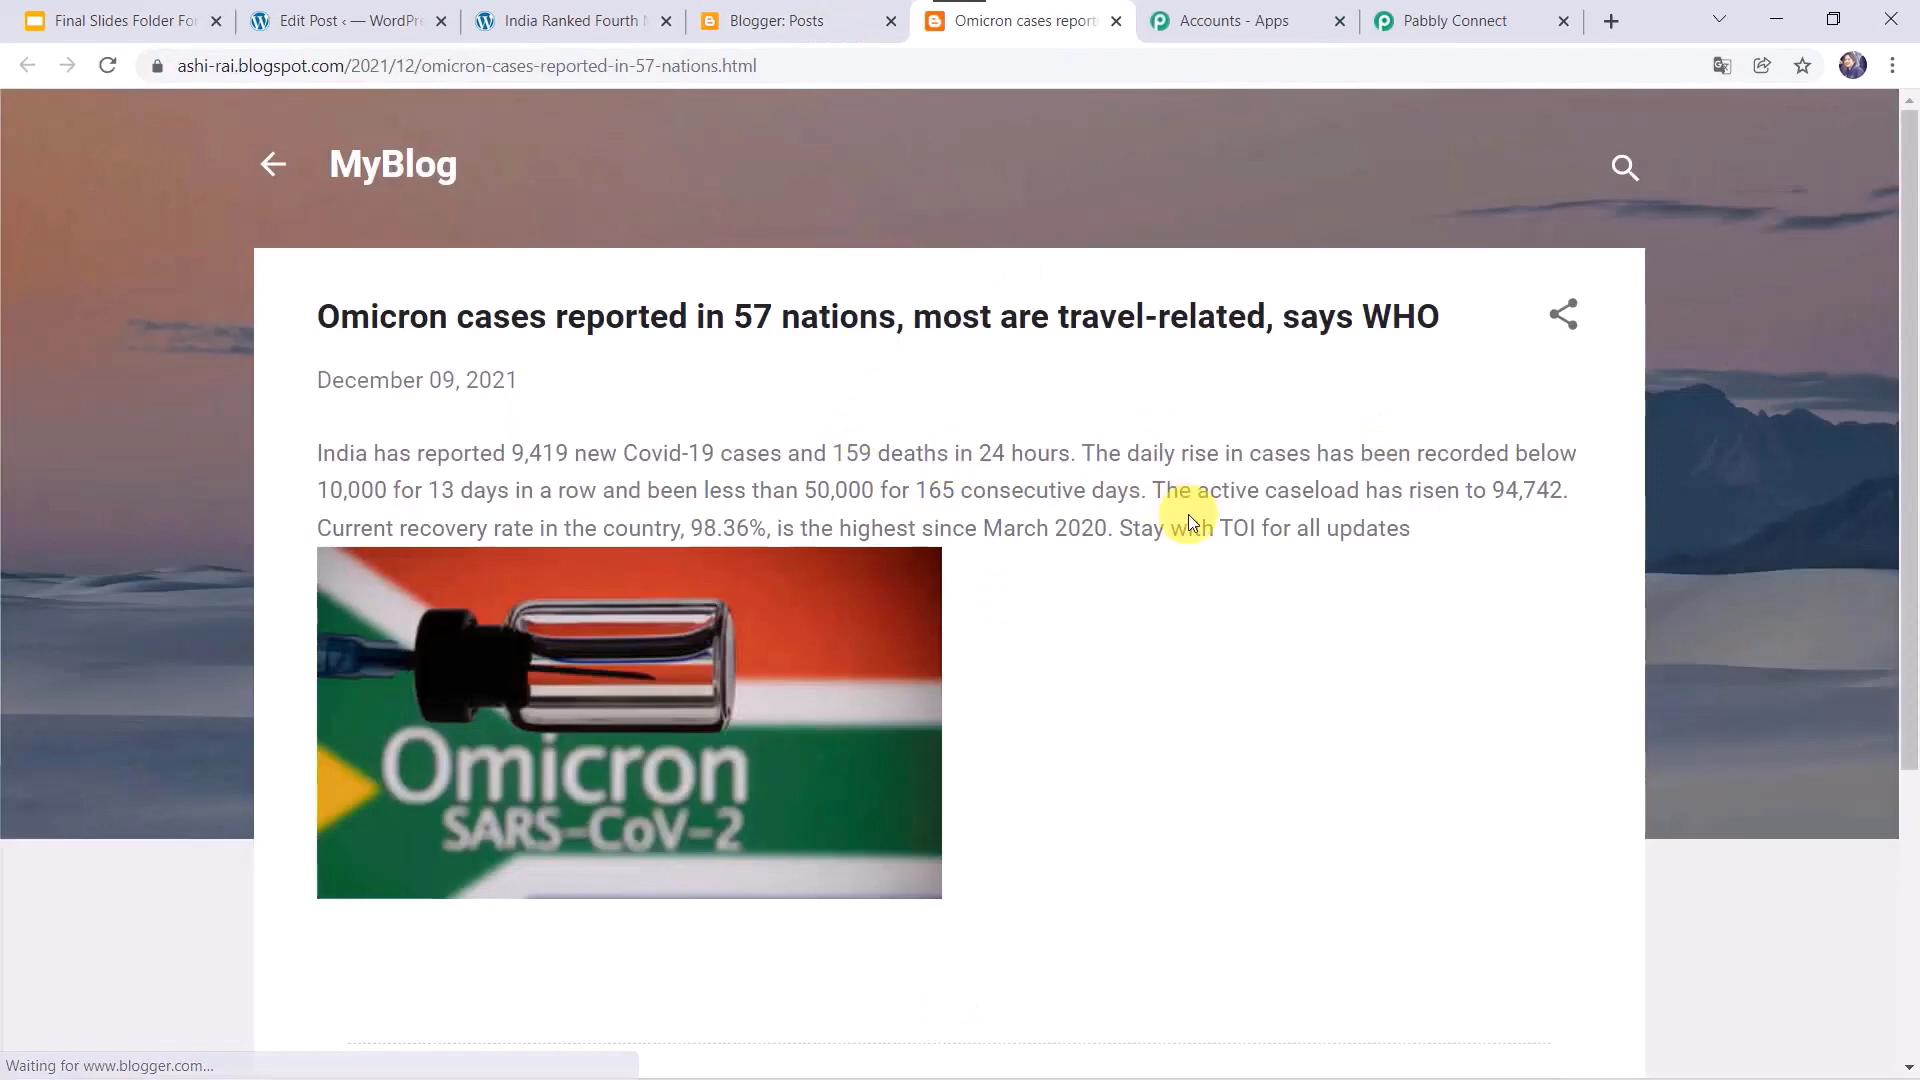 Final Slides Folder For
Edit Post ‹ — WordPre
India Ranked Fourth
Blogger: Posts
Omicron cases report
Accounts - Apps
Pabbly Connect
ashi-rai.blogspot.com/2021/12/omicron-cases-reported-in-57-nations.html
MyBlog
Omicron cases reported in 57 nations, most are travel-related, says WHO
December 09, 2021
India has reported 9,419 new Covid-19 cases and 159 deaths in 24 hours. The daily rise in cases has been recorded below
10,000 for 13 days in a row and been less than 50,000 for 165 consecutive days. The active caseload has risen to 94,742.
Current recovery rate in the country, 98.36%, is the highest since March 2020. Stay with TOI for all updates
Omicron
SARS-CoV-2
Waiting for www.blogger.com...